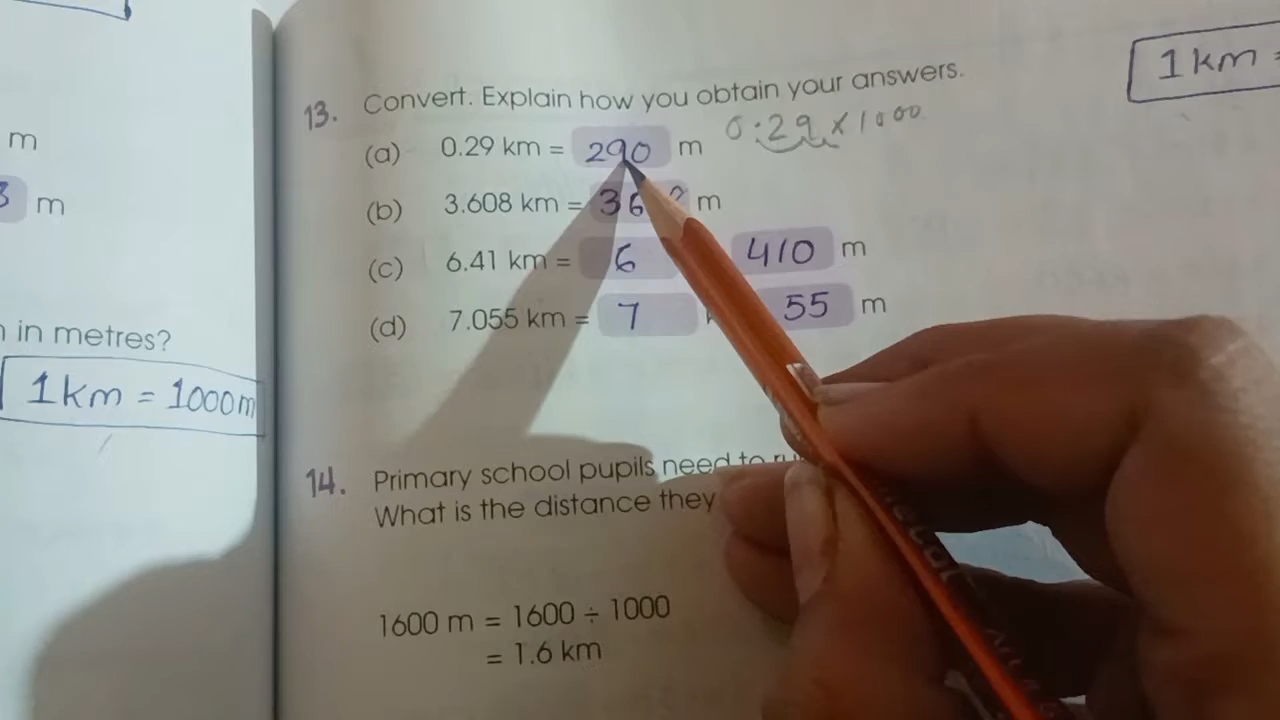 m
m
n in metres?
1km = 1000m
1km =
13. Convert. Explain how you obtain your answers.
(a) 0.29 km = 290 m 0.29 x 1000
(b) 3.608 km = 36 m
(c) 6.41 km = 6 410 m
(d) 7.055 km = 7 55 m
14. Primary school pupils need to
What is the distance they
1600 m = 1600 ÷ 1000
= 1.6 km